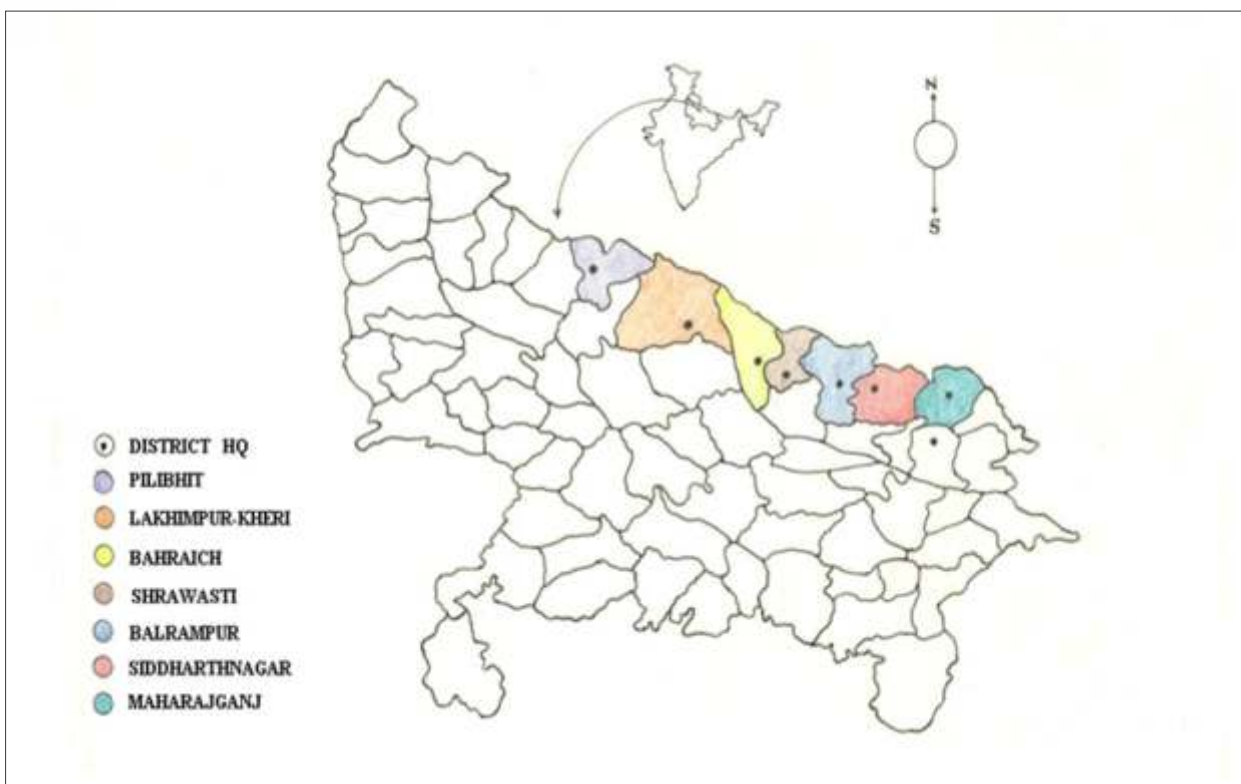 N
S
DISTRICT HQ
PILIBHIT
LAKHIMPUR-KHERI
BAHRAICH
SHRAWASTI
BALRAMPUR
SIDDHARTHNAGAR
MAHARAJGANJ